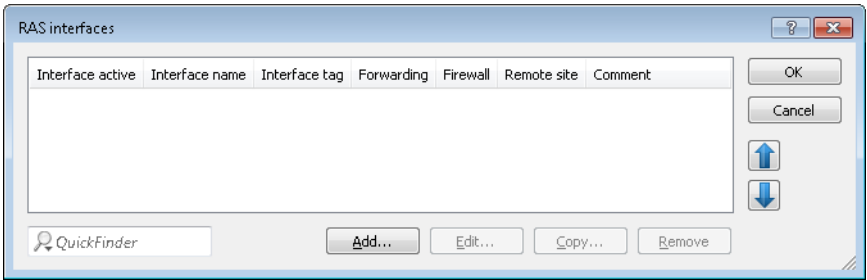 RAS interfaces
Interface active Interface name Interface tag Forwarding Firewall Remote site Comment
OK
Cancel
QuickFinder Add... Edit... Copy... Remove